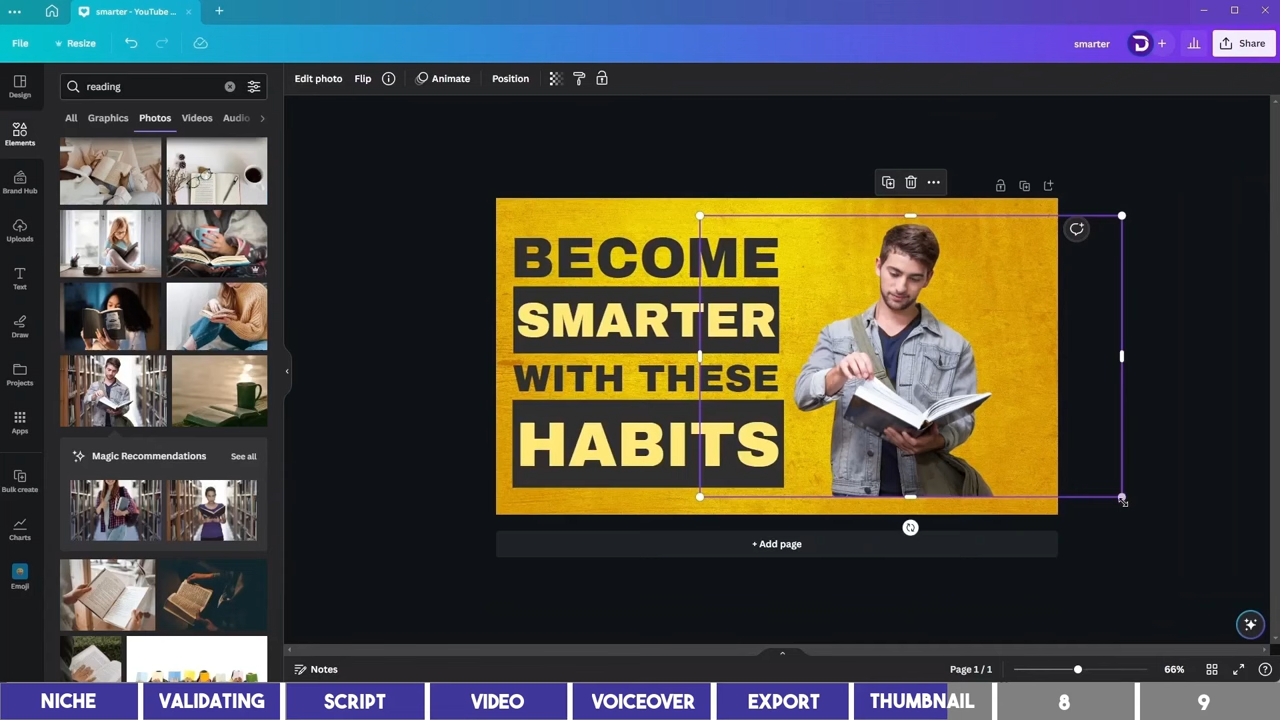 smarter - YouTube ...
File
Resize
smarter
Share
Design
Elements
Brand Hub
Uploads
Text
Draw
Projects
Apps
Bulk create
Charts
Emoji
reading
All
Graphics
Photos
Videos
Audio
Magic Recommendations
See all
Edit photo
Flip
Animate
Position
BECOME
SMARTER
WITH THESE
HABITS
+ Add page
Notes
Page 1 / 1
66%
NICHE
VALIDATING
SCRIPT
VIDEO
VOICEOVER
EXPORT
THUMBNAIL
8
9